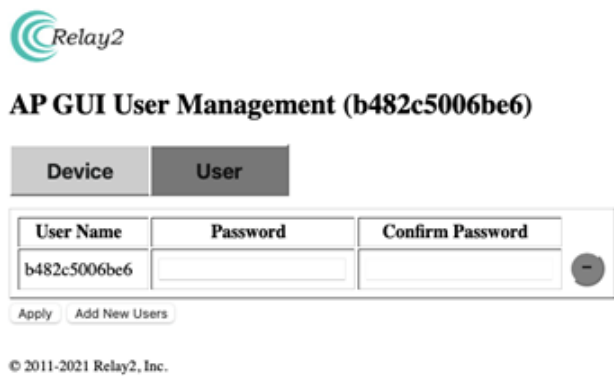 Relay2
AP GUI User Management (b482c5006be6)
Device User
User Name Password Confirm Password
b482c5006be6 -
Apply Add New Users
© 2011-2021 Relay2, Inc.